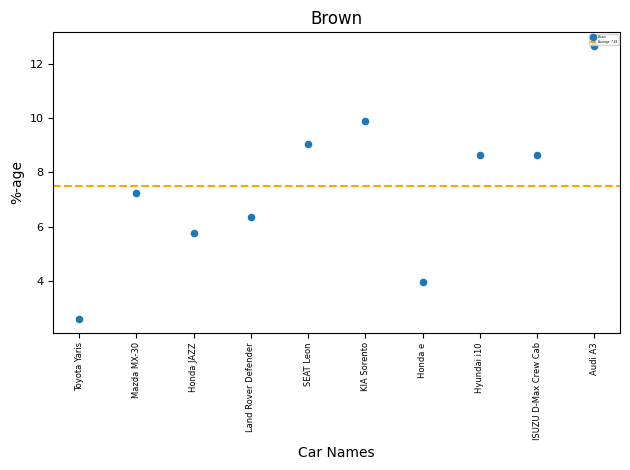 Brown
12
10
8
6
4
%-age
Toyota Yaris
Mazda MX-30
Honda JAZZ
Land Rover Defender
SEAT Leon
KIA Sorento
Honda e
Hyundai i10
ISUZU D-Max Crew Cab
Audi A3
Car Names